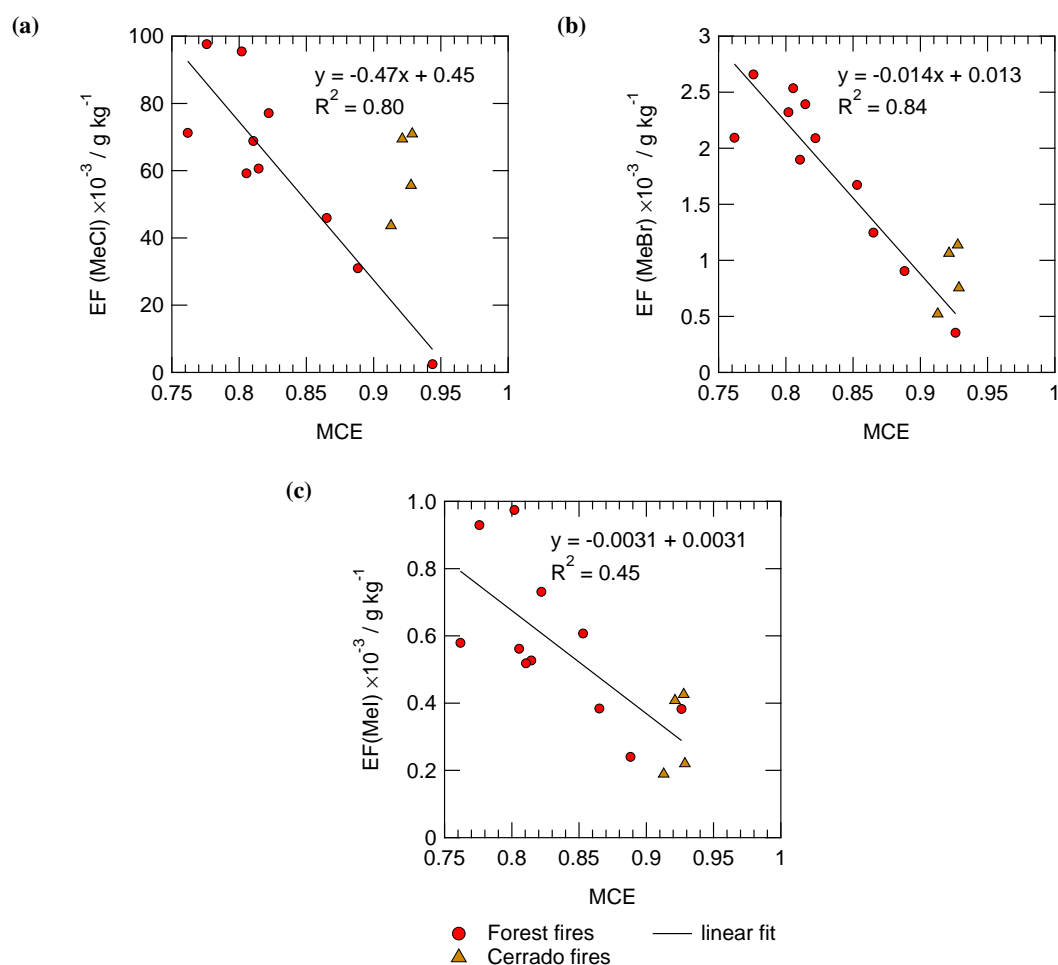 (a)
100
80
60
40
20
0
EF (MeCl) ×10⁻³ / g kg⁻¹
y = -0.47x + 0.45
R² = 0.80
0.75 0.8 0.85 0.9 0.95 1
MCE
(b)
3
2.5
2
1.5
1
0.5
0
EF (MeBr) ×10⁻³ / g kg⁻¹
y = -0.014x + 0.013
R² = 0.84
0.75 0.8 0.85 0.9 0.95 1
MCE
(c)
1.0
0.8
0.6
0.4
0.2
0
EF(MeI) ×10⁻³ / g kg⁻¹
y = -0.0031 + 0.0031
R² = 0.45
0.75 0.8 0.85 0.9 0.95 1
MCE
Forest fires linear fit
Cerrado fires